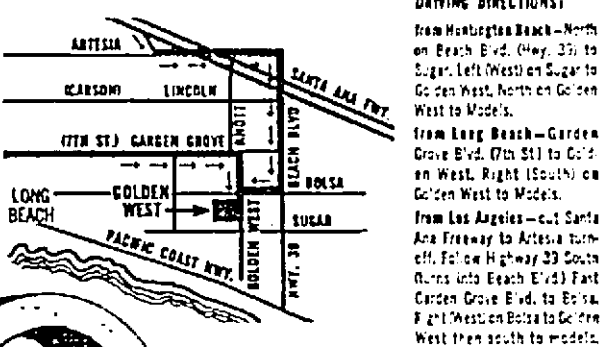 DRIVING DIRECTIONS:
from Huntington Beach—North
on Beach Blvd. (Hwy. 39) to
Sugar. Left (West) on Sugar to
Golden West. North on Golden
West to Models.
from Long Beach—Garden
Grove Blvd. (7th St.) to Gold-
en West. Right (South) on
Golden West to Models.
from Los Angeles—out Santa
Ana Freeway to Artesia turn-
off. Follow Highway 39 South
(turns into Beach Blvd.) Past
Garden Grove Blvd. to Bolsa.
Right (West) on Bolsa to Golden
West then south to models.
ARTESIA
SANTA ANA FWY.
(CARSON) LINCOLN
KNOTT
BEACH BLVD
(7TH ST.) GARDEN GROVE
BOLSA
LONG
BEACH
GOLDEN
WEST
SUGAR
GOLDEN WEST
PACIFIC COAST HWY.
HWY. 39